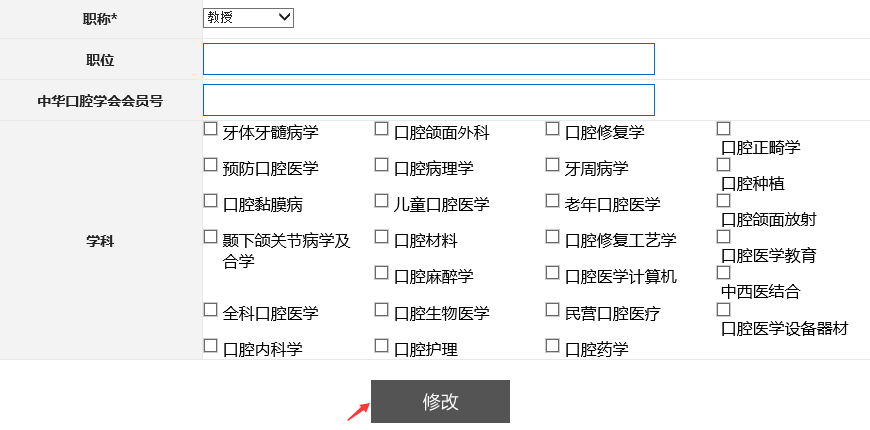 职称*
教授
职位
中华口腔学会会员号
学科
牙体牙髓病学 口腔颌面外科 口腔修复学 口腔正畸学
预防口腔医学 口腔病理学 牙周病学 口腔种植
口腔黏膜病 儿童口腔医学 老年口腔医学 口腔颌面放射
颞下颌关节病学及 口腔材料 口腔修复工艺学 口腔医学教育
合学 口腔麻醉学 口腔医学计算机 中西医结合
全科口腔医学 口腔生物医学 民营口腔医疗 口腔医学设备器材
口腔内科学 口腔护理 口腔药学
修改